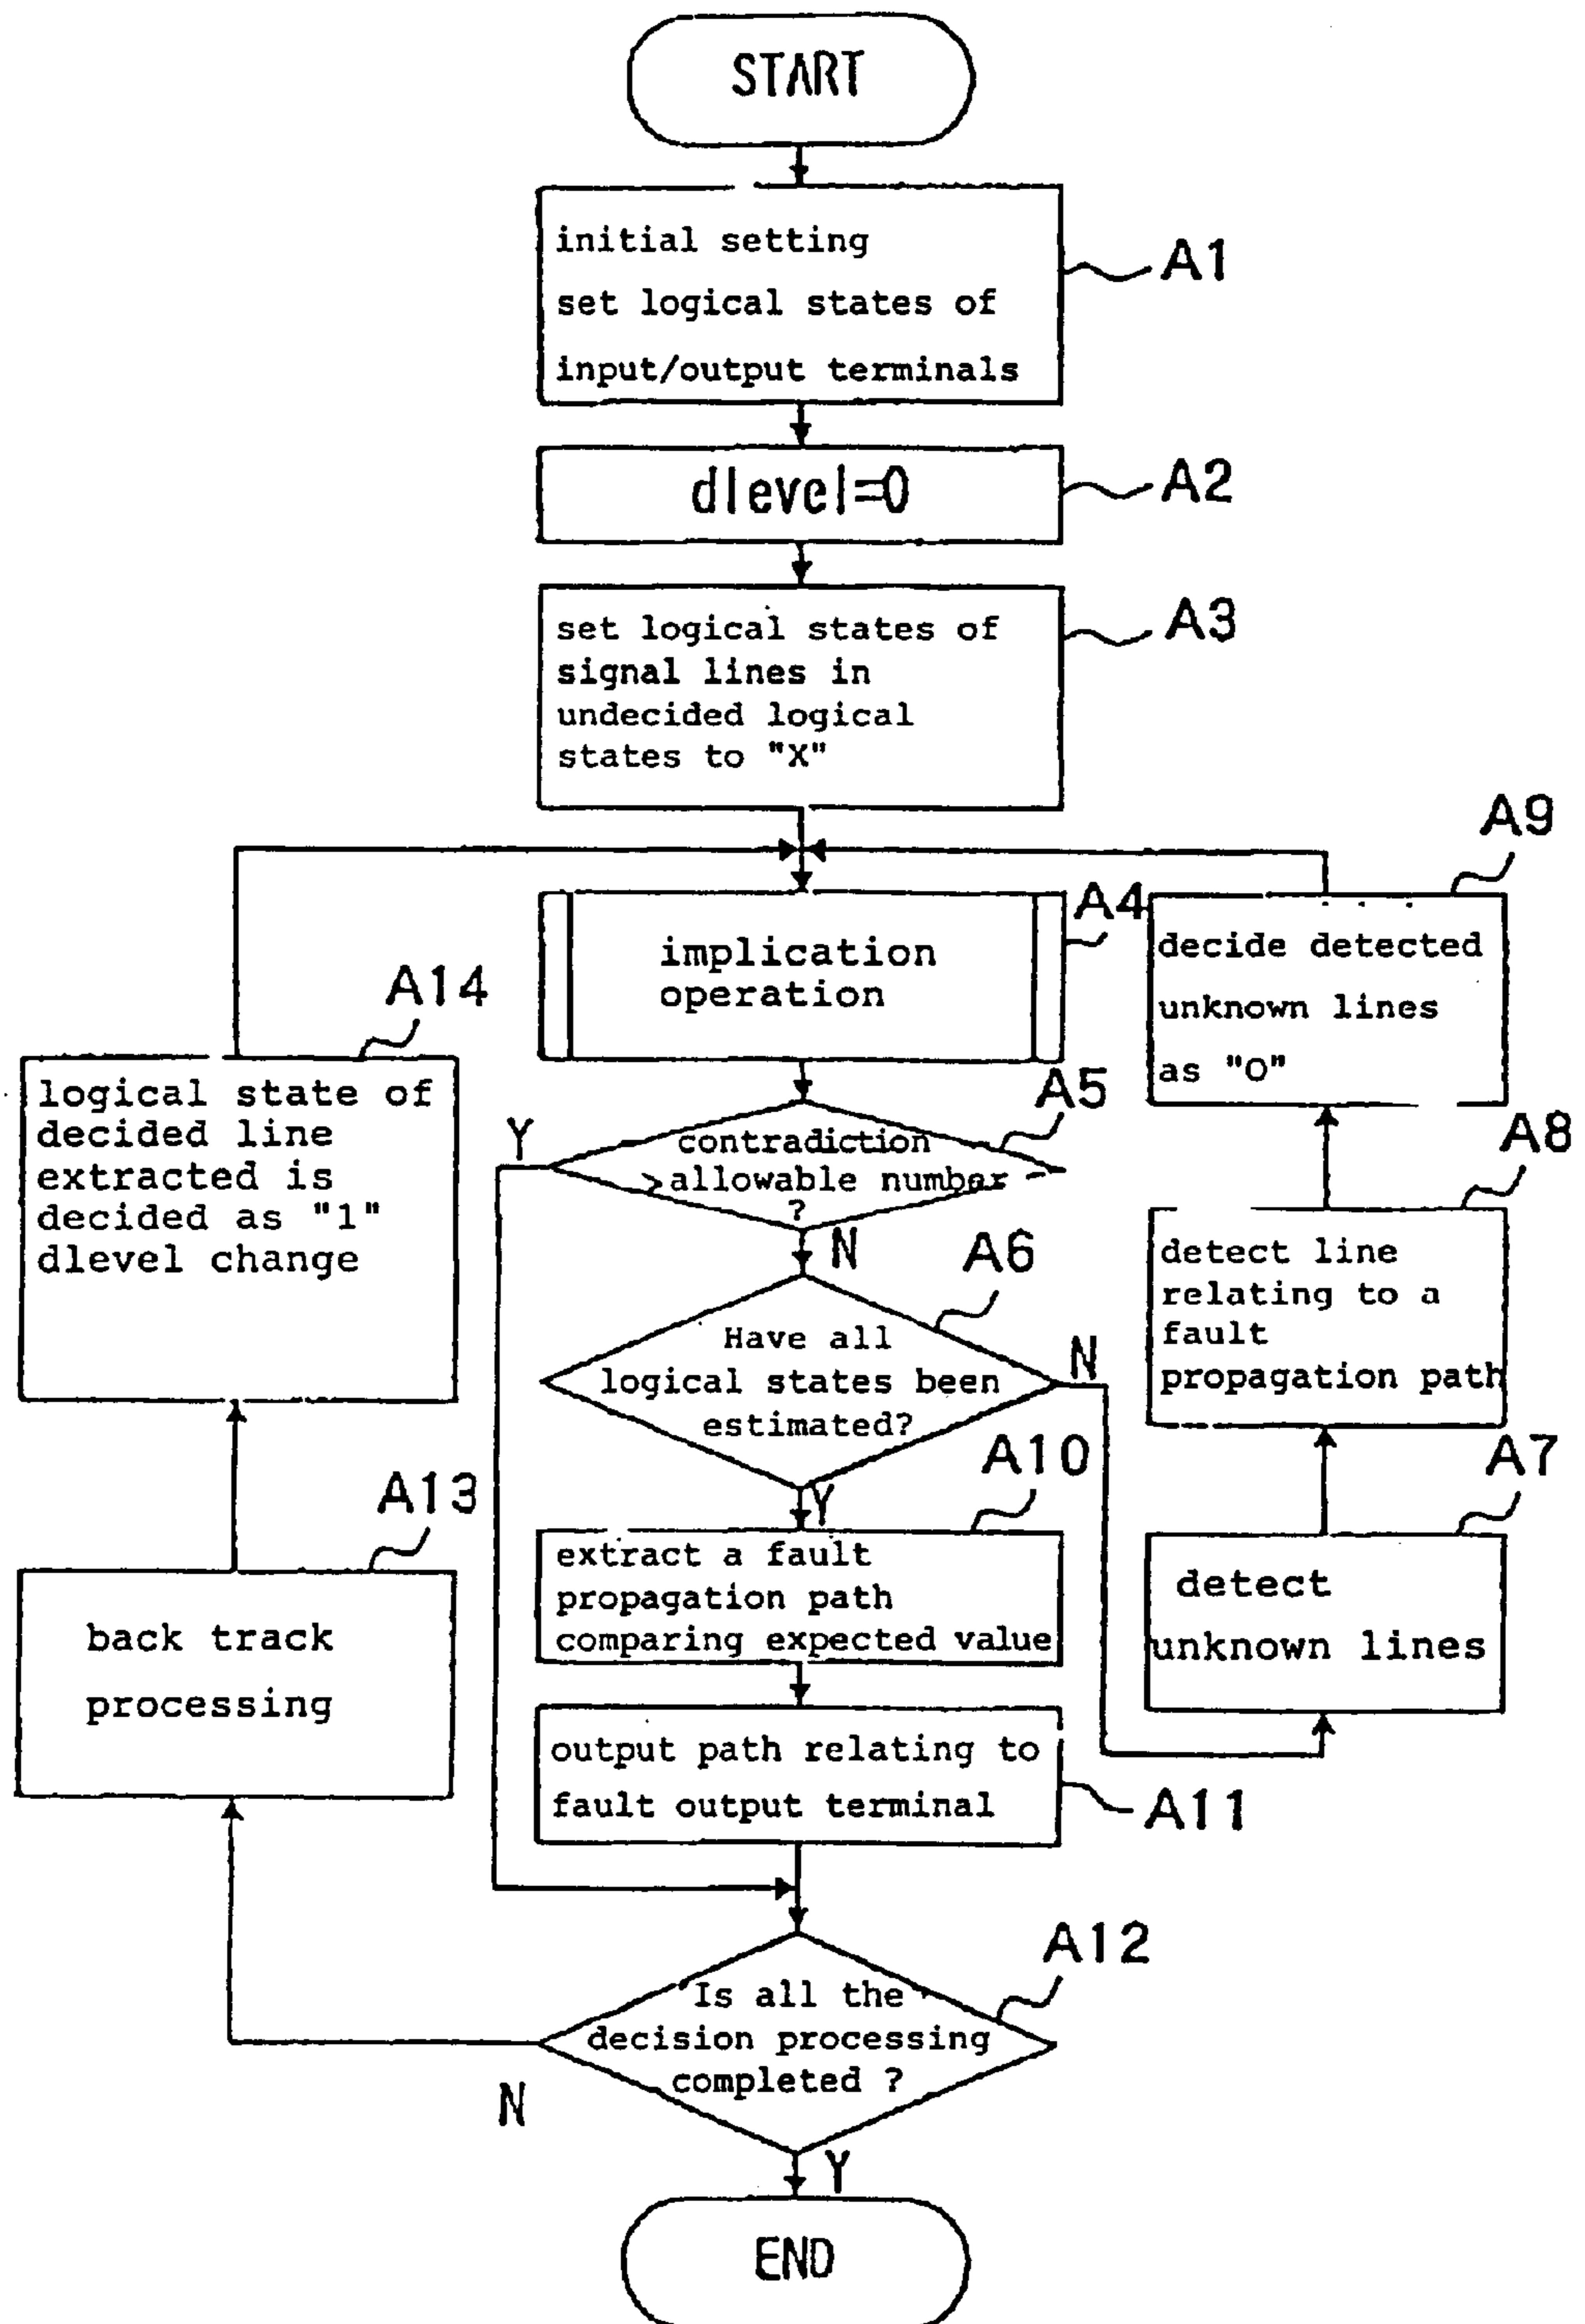 START
initial setting
set logical states of
input/output terminals
A1
dlevel=0
A2
set logical states of
signal lines in
undecided logical
states to "X"
A3
implication
operation
A4
contradiction
>allowable number
?
A5
Y
N
Have all
logical states been
estimated?
A6
N
Y
detect
unknown lines
A7
detect line
relating to a
fault
propagation path
A8
decide detected
unknown lines
as "0"
A9
extract a fault
propagation path
comparing expected value
A10
output path relating to
fault output terminal
A11
Is all the
decision processing
completed ?
A12
N
Y
back track
processing
A13
logical state of
decided line
extracted is
decided as "1"
dlevel change
A14
END